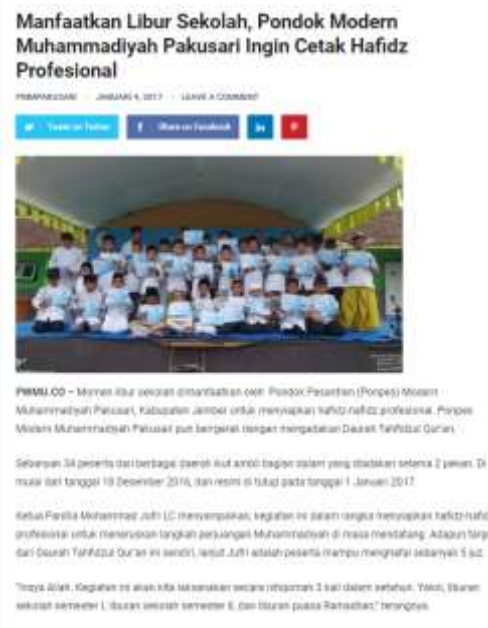 Manfaatkan Libur Sekolah, Pondok Modern
Muhammadiyah Pakusari Ingin Cetak Hafidz
Profesional
PMMPAKUSARI JANUARI 4, 2017 LEAVE A COMMENT
Tweet on Twitter Share on Facebook
PWMU.CO – Momen libur sekolah dimanfaatkan oleh Pondok Pesantren (Ponpes) Modern
Muhammadiyah Pakusari, Kabupaten Jember untuk menyiapkan hafidz-hafidz profesional. Ponpes
Modern Muhammadiyah Pakusari pun bergerak dengan mengadakan Daurah Tahfidzul Qur'an.
Sebanyak 34 peserta dari berbagai daerah ikut ambil bagian dalam yang diadakan selama 2 pekan. Di
mulai dari tanggal 19 Desember 2016, dan resmi di tutup pada tanggal 1 Januari 2017.
Ketua Panitia Mohammad Jufri LC menyampaikan, kegiatan ini dalam rangka menyiapkan hafidz-hafid
profesional untuk meneruskan langkah perjuangan Muhammadiyah di masa mendatang. Adapun targ
dari Daurah Tahfidzul Qur'an ini sendiri, lanjut Jufri adalah peserta mampu menghafal sebanyak 5 juz.
"Insya Allah, Kegiatan ini akan kita laksanakan secara istiqomah 3 kali dalam setahun. Yakni, liburan
sekolah semester I, liburan sekolah semester II, dan liburan puasa Ramadhan," terangnya.